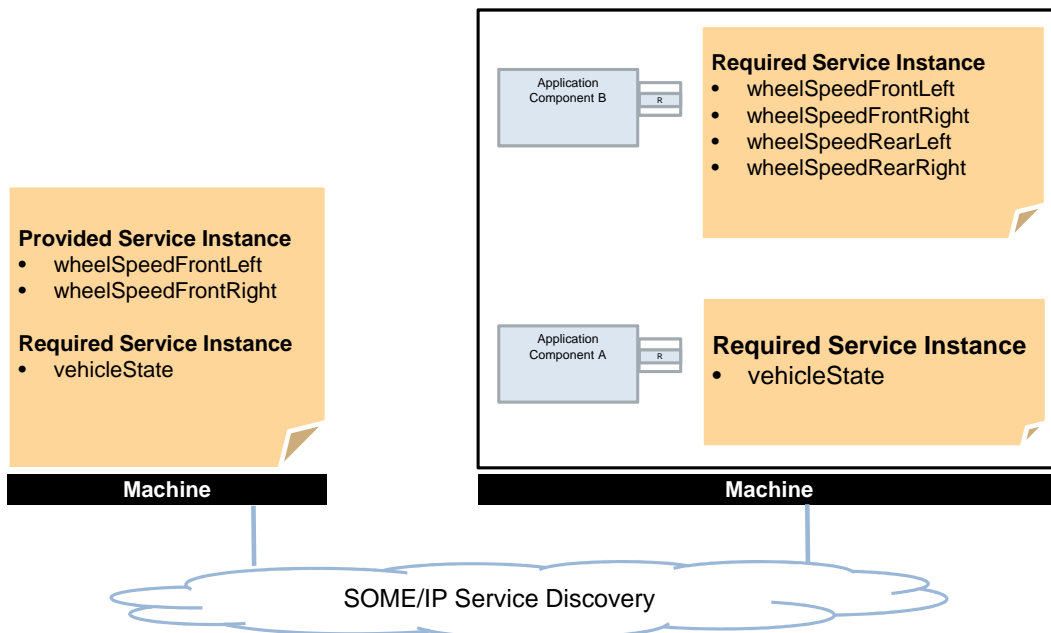 Provided Service Instance
• wheelSpeedFrontLeft
• wheelSpeedFrontRight
Required Service Instance
• vehicleState
Machine
Application
Component B
R
Required Service Instance
• wheelSpeedFrontLeft
• wheelSpeedFrontRight
• wheelSpeedRearLeft
• wheelSpeedRearRight
Application
Component A
R
Required Service Instance
• vehicleState
Machine
SOME/IP Service Discovery